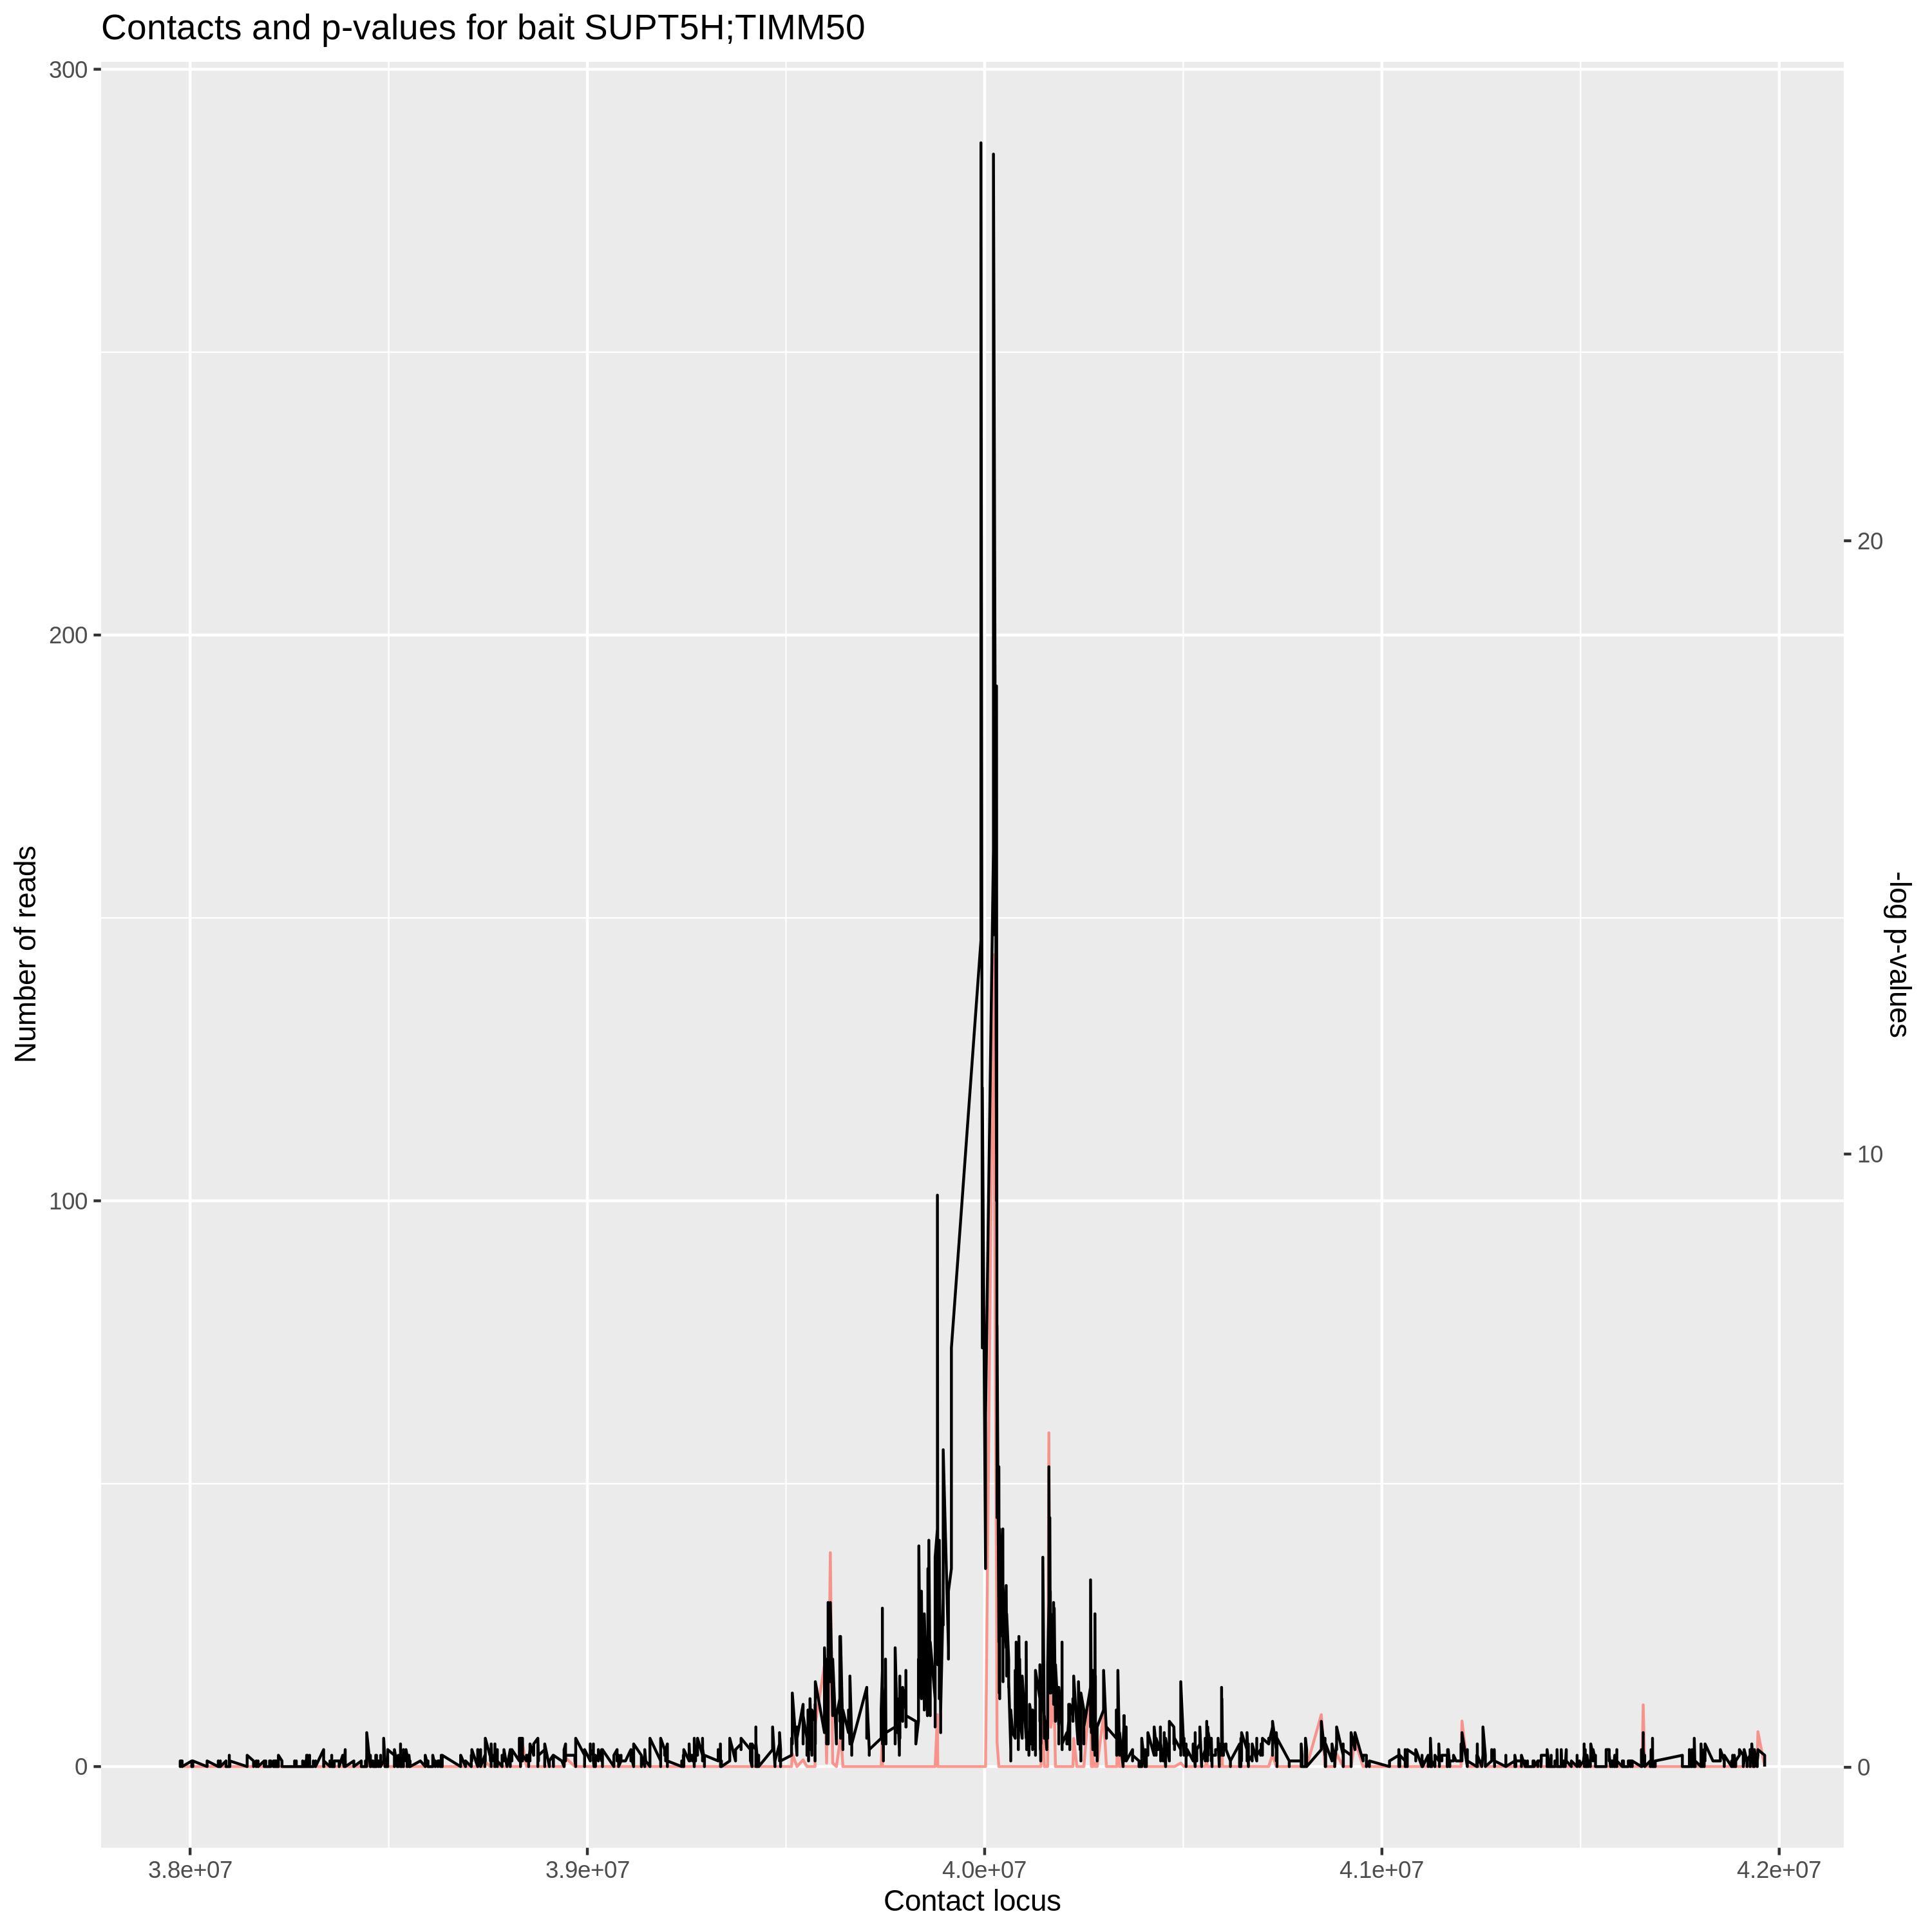 Contacts and p-values for bait SUPT5H;TIMM50
300
200
100
0
Number of reads
20
10
0
-log p-values
3.8e+07
3.9e+07
4.0e+07
4.1e+07
4.2e+07
Contact locus